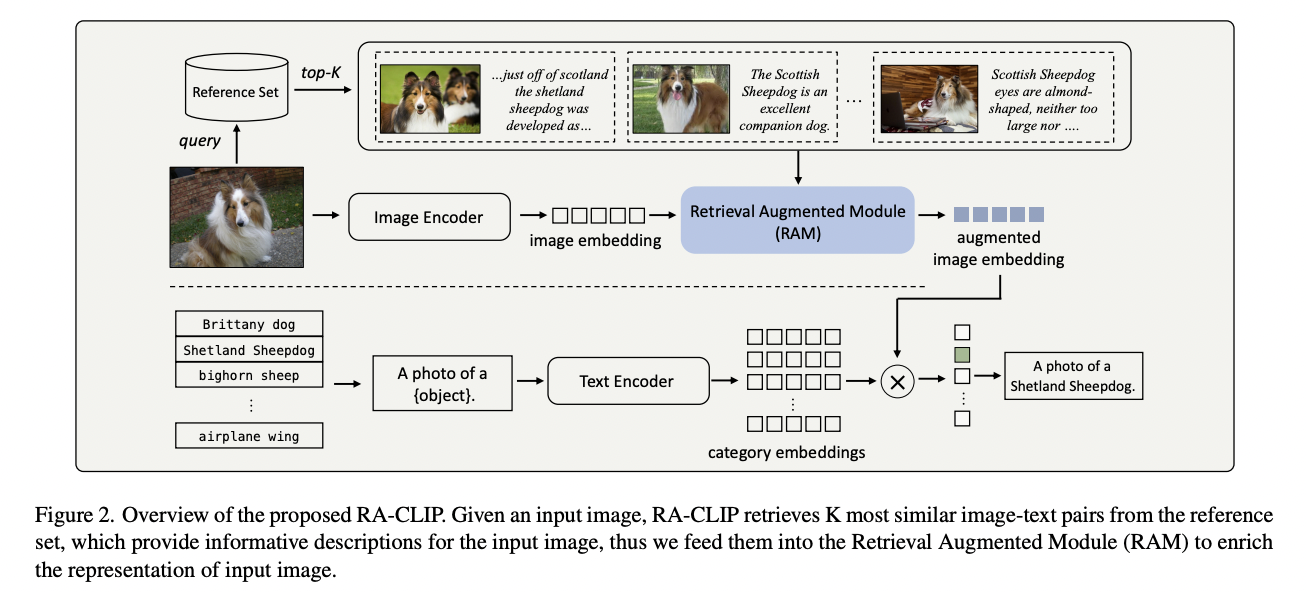 Reference Set
top-K
query
...just off of scotland
the shetland
sheepdog was
developed as...
The Scottish
Sheepdog is an
excellent
companion dog.
...
Scottish Sheepdog
eyes are almond-
shaped, neither too
large nor ....
Image Encoder
image embedding
Retrieval Augmented Module
(RAM)
augmented
image embedding
Brittany dog
Shetland Sheepdog
bighorn sheep
⋮
airplane wing
A photo of a
{object}.
Text Encoder
⋮
category embeddings
⋮
A photo of a
Shetland Sheepdog.
Figure 2. Overview of the proposed RA-CLIP. Given an input image, RA-CLIP retrieves K most similar image-text pairs from the reference
set, which provide informative descriptions for the input image, thus we feed them into the Retrieval Augmented Module (RAM) to enrich
the representation of input image.